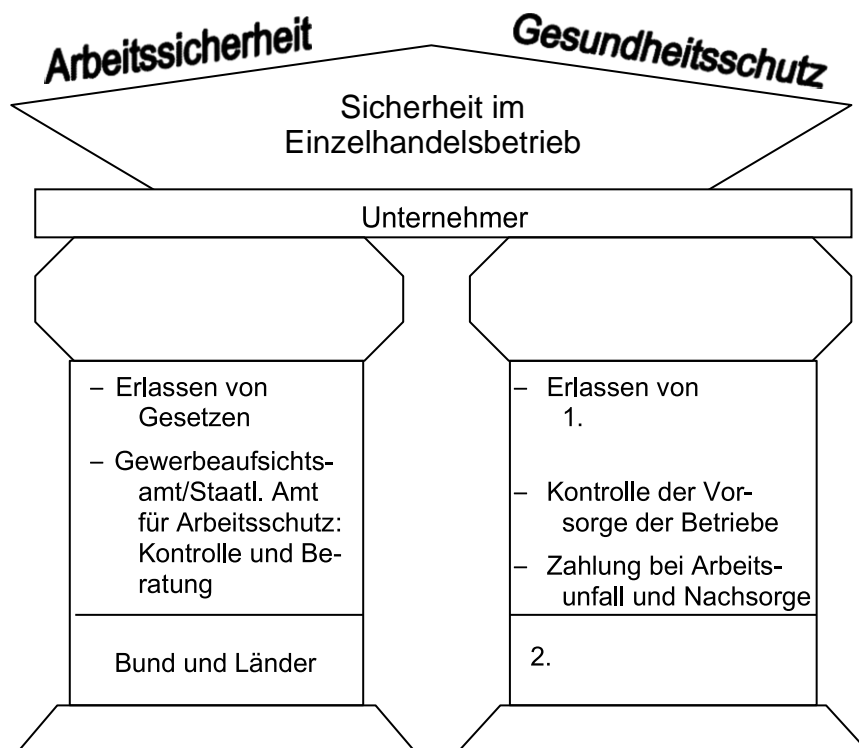 Arbeitssicherheit
Gesundheitsschutz
Sicherheit im
Einzelhandelsbetrieb
Unternehmer
– Erlassen von
Gesetzen
– Gewerbeaufsichts-
amt/Staatl. Amt
für Arbeitsschutz:
Kontrolle und Be-
ratung
Bund und Länder
– Erlassen von
1.
– Kontrolle der Vor-
sorge der Betriebe
– Zahlung bei Arbeits-
unfall und Nachsorge
2.